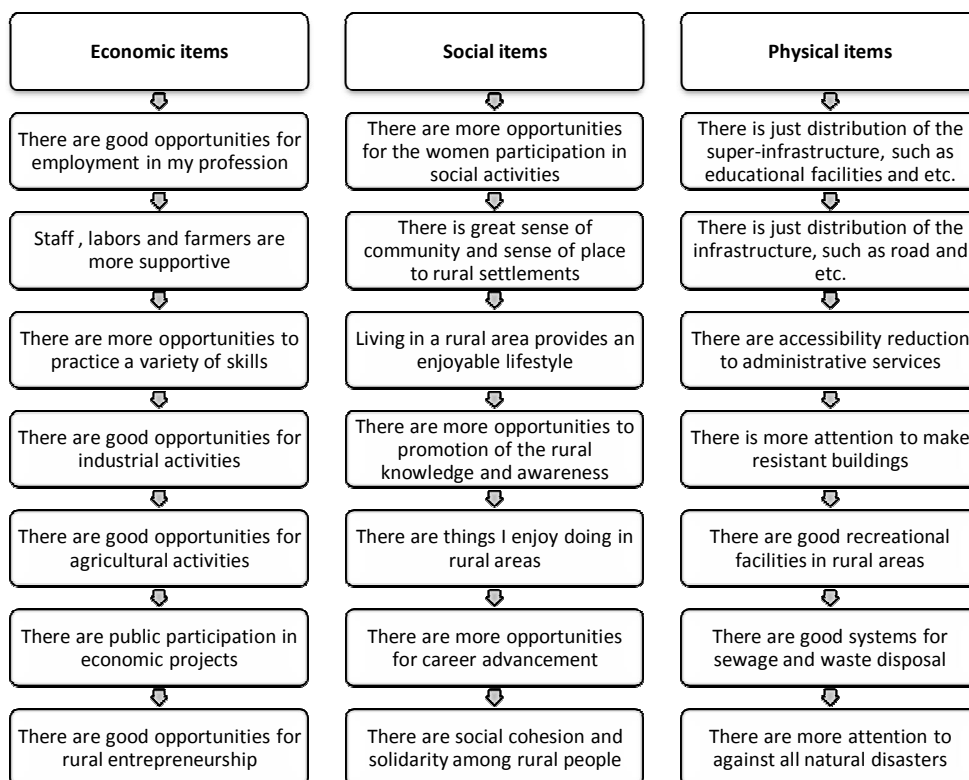 Economic items
There are good opportunities for
employment in my profession
Staff , labors and farmers are
more supportive
There are more opportunities to
practice a variety of skills
There are good opportunities for
industrial activities
There are good opportunities for
agricultural activities
There are public participation in
economic projects
There are good opportunities for
rural entrepreneurship
Social items
There are more opportunities
for the women participation in
social activities
There is great sense of
community and sense of place
to rural settlements
Living in a rural area provides an
enjoyable lifestyle
There are more opportunities to
promotion of the rural
knowledge and awareness
There are things I enjoy doing in
rural areas
There are more opportunities
for career advancement
There are social cohesion and
solidarity among rural people
Physical items
There is just distribution of the
super-infrastructure, such as
educational facilities and etc.
There is just distribution of the
infrastructure, such as road and
etc.
There are accessibility reduction
to administrative services
There is more attention to make
resistant buildings
There are good recreational
facilities in rural areas
There are good systems for
sewage and waste disposal
There are more attention to
against all natural disasters